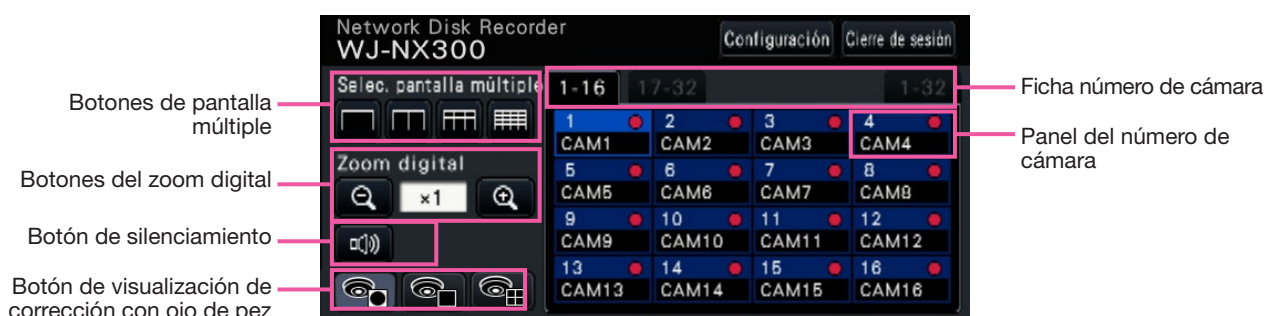 Network Disk Recorder
WJ-NX300
Configuración
Cierre de sesión
Selec. pantalla múltiple
Zoom digital
×1
1-16
17-32
1-32
1
CAM1
2
CAM2
3
CAM3
4
CAM4
5
CAM5
6
CAM6
7
CAM7
8
CAM8
9
CAM9
10
CAM10
11
CAM11
12
CAM12
13
CAM13
14
CAM14
15
CAM15
16
CAM16
Botones de pantalla
múltiple
Botones del zoom digital
Botón de silenciamiento
Botón de visualización de
corrección con ojo de pez
Ficha número de cámara
Panel del número de
cámara